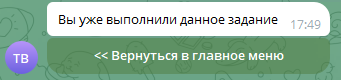 Вы уже выполнили данное задание
17:49
ТВ
<< Вернуться в главное меню